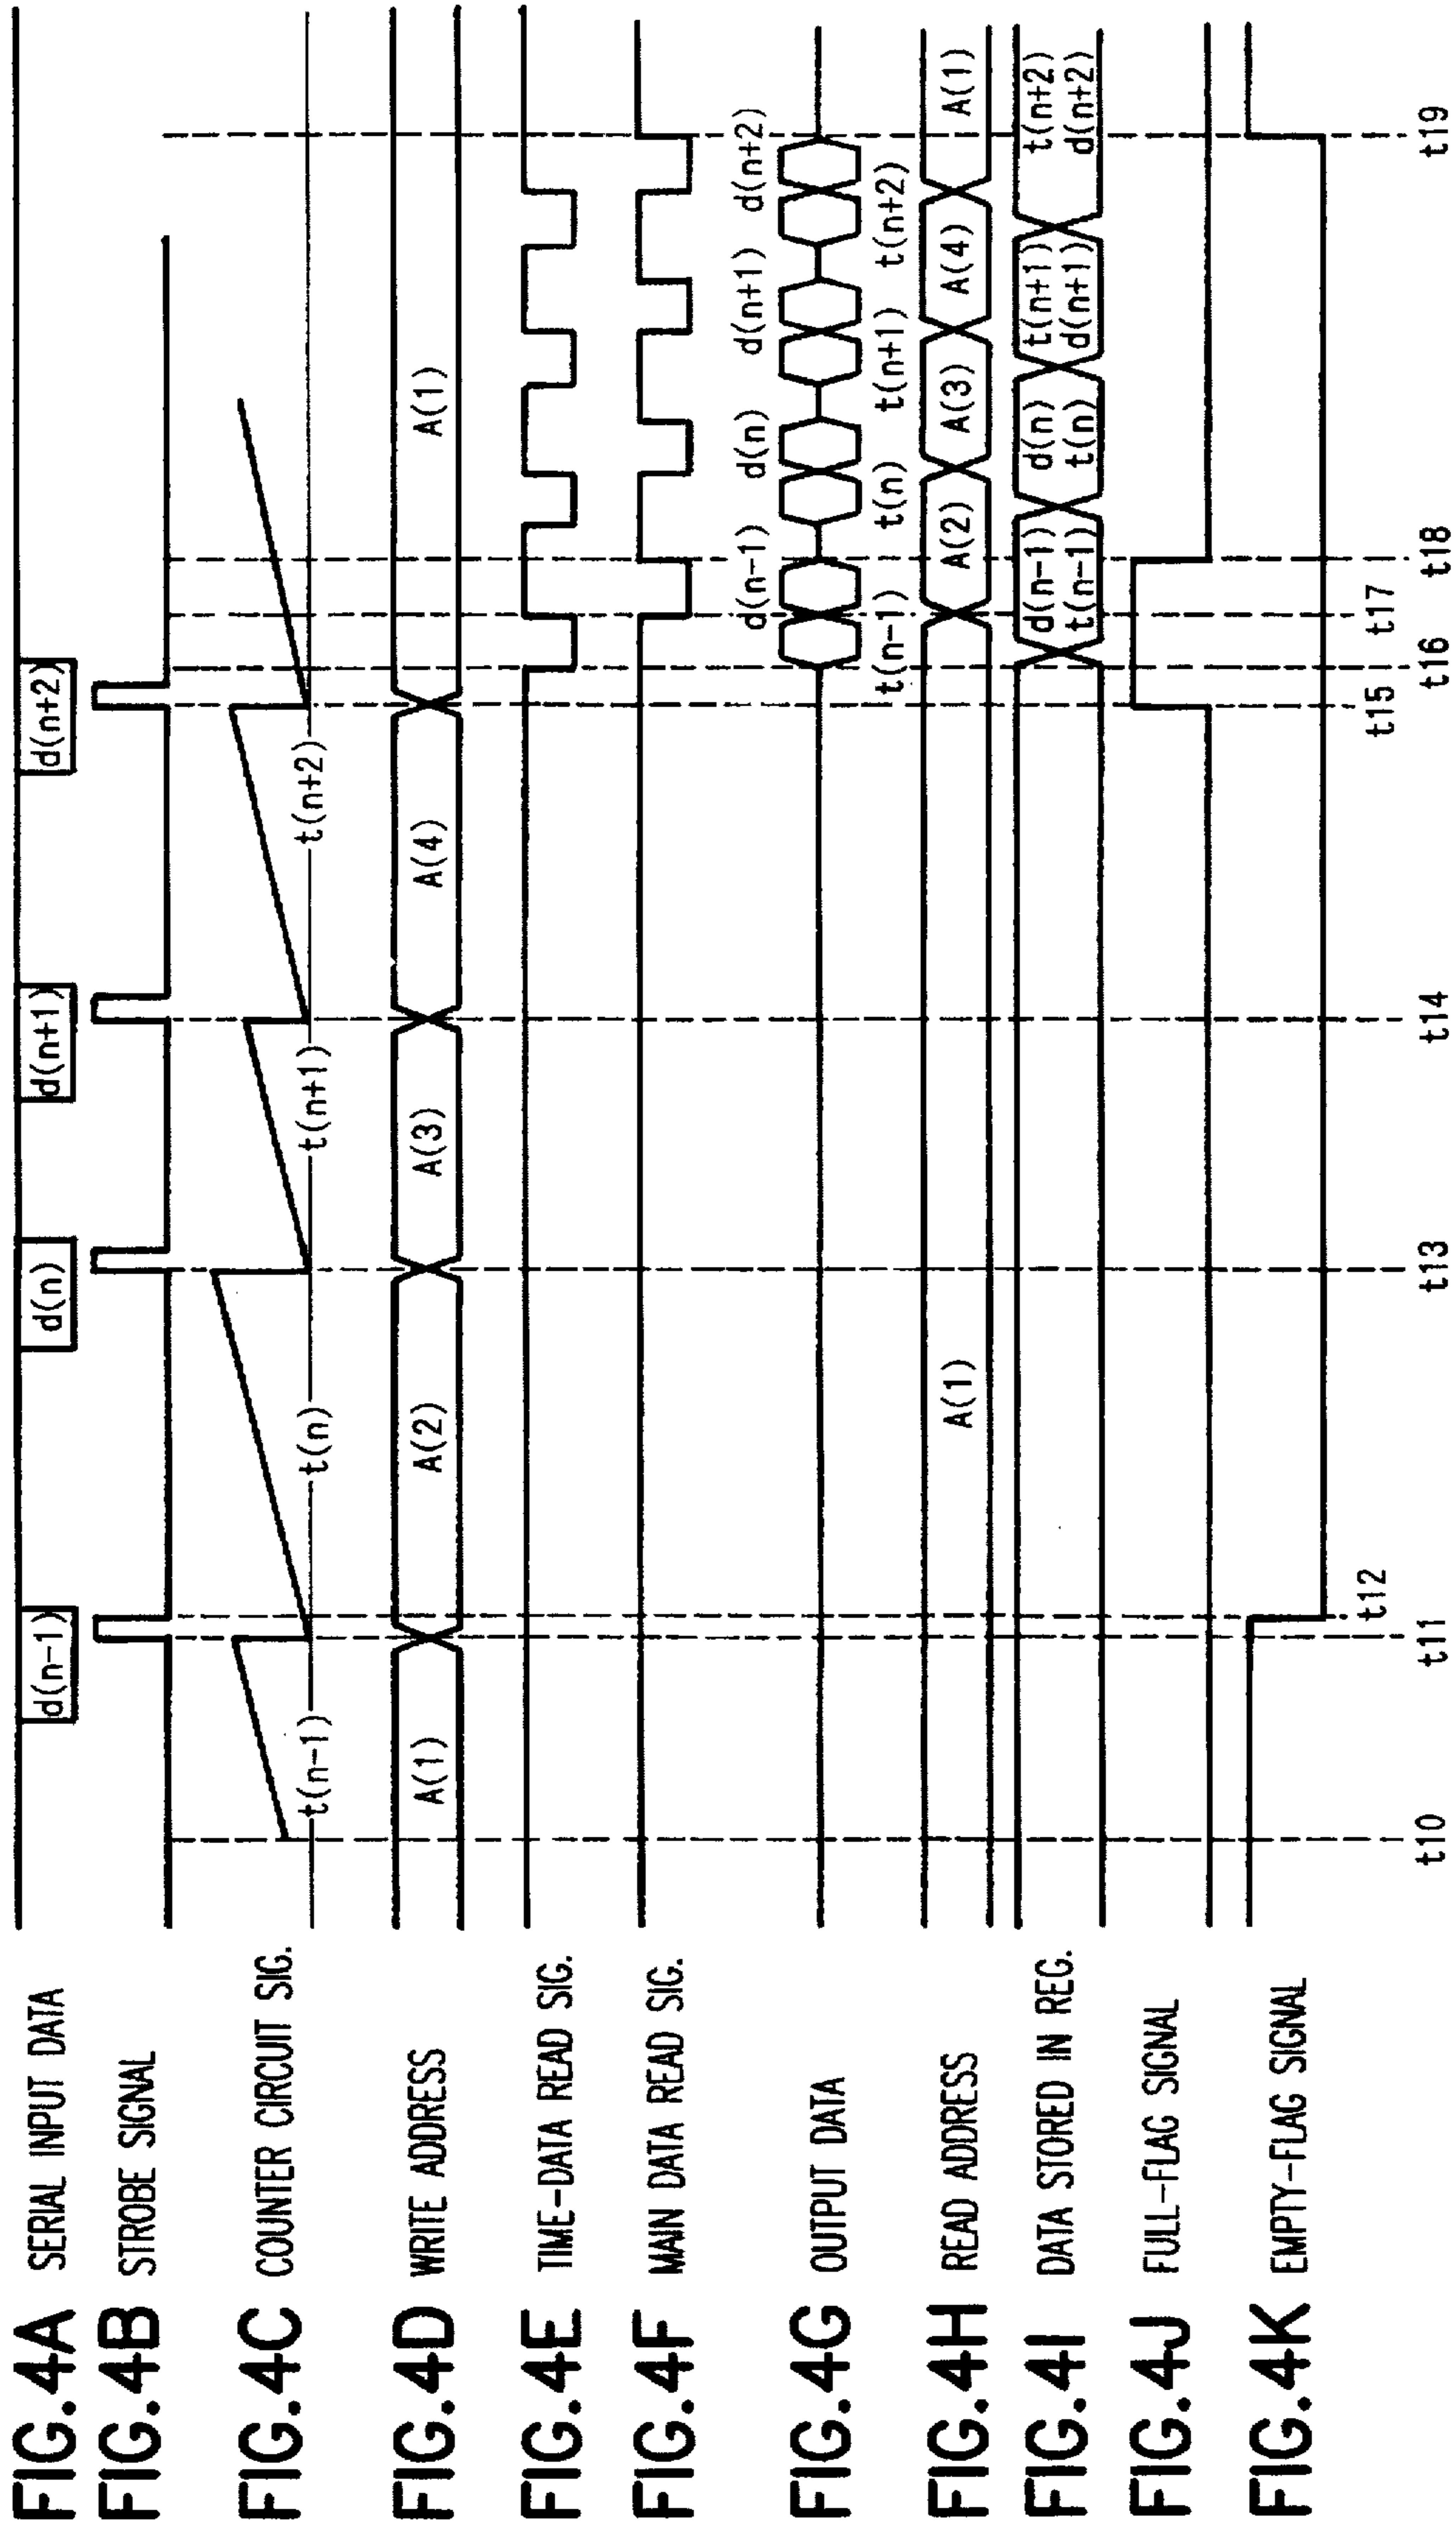 FIG.4A SERIAL INPUT DATA
d(n-1) d(n) d(n+1) d(n+2)
FIG.4B STROBE SIGNAL
FIG.4C COUNTER CIRCUIT SIG.
t(n-1) t(n) t(n+1) t(n+2)
FIG.4D WRITE ADDRESS
A(1) A(2) A(3) A(4) A(1)
FIG.4E TIME-DATA READ SIG.
FIG.4F MAIN DATA READ SIG.
d(n-1) d(n) d(n+1) d(n+2)
FIG.4G OUTPUT DATA
t(n-1) t(n) t(n+1) t(n+2)
FIG.4H READ ADDRESS
A(1) A(2) A(3) A(4) A(1)
FIG.4I DATA STORED IN REG.
d(n-1) d(n) t(n+1) t(n+2)
t(n-1) t(n) d(n+1) d(n+2)
FIG.4J FULL-FLAG SIGNAL
FIG.4K EMPTY-FLAG SIGNAL
t12 t15 t17
t10 t11 t13 t14 t16 t18 t19